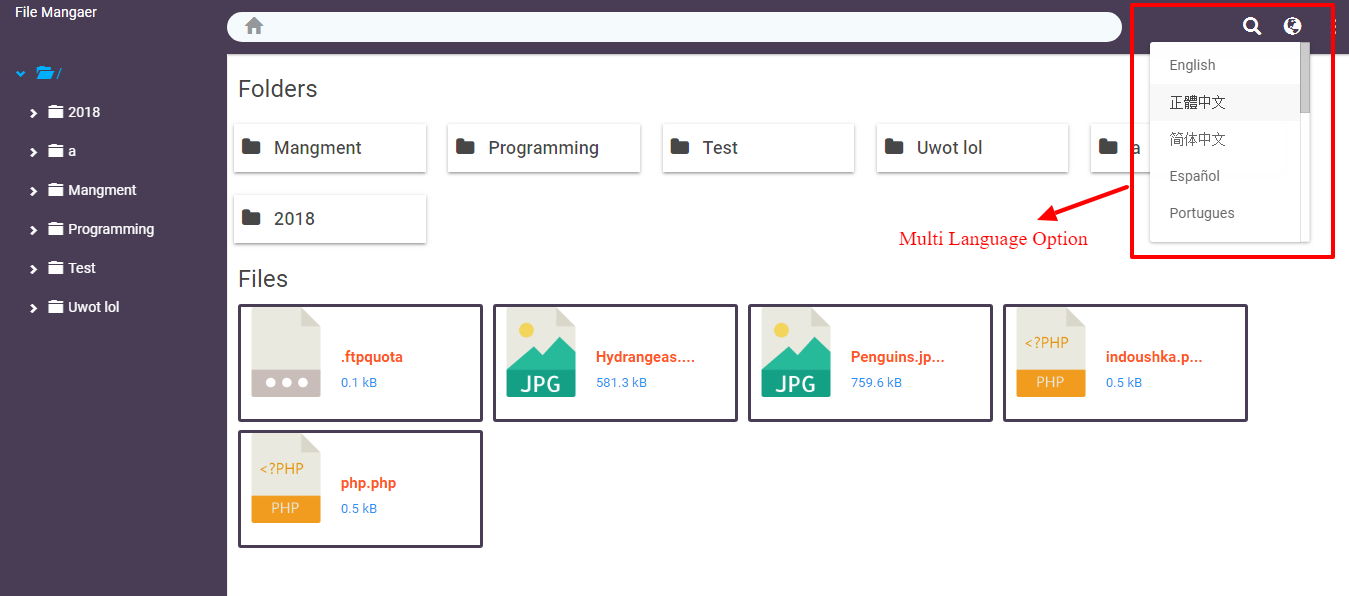 File Mangaer
/
2018
a
Mangment
Programming
Test
Uwot lol
English
正體中文
简体中文
Español
Portugues
Folders
Mangment
Programming
Test
Uwot lol
a
2018
Multi Language Option
Files
.ftpquota
0.1 kB
JPG
Hydrangeas....
581.3 kB
JPG
Penguins.jp...
759.6 kB
<?PHP
PHP
indoushka.p...
0.5 kB
<?PHP
PHP
php.php
0.5 kB